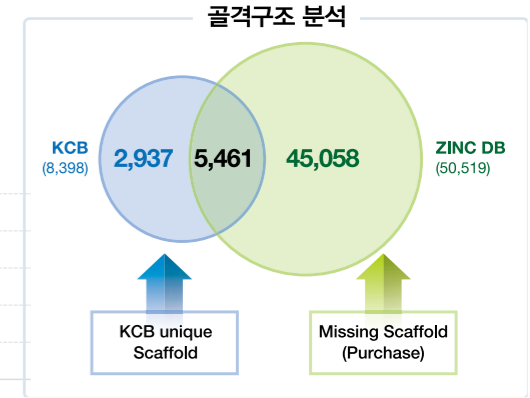 골격구조 분석
KCB
(8,398)
2,937
5,461
45,058
ZINC DB
(50,519)
KCB unique
Scaffold
Missing Scaffold
(Purchase)